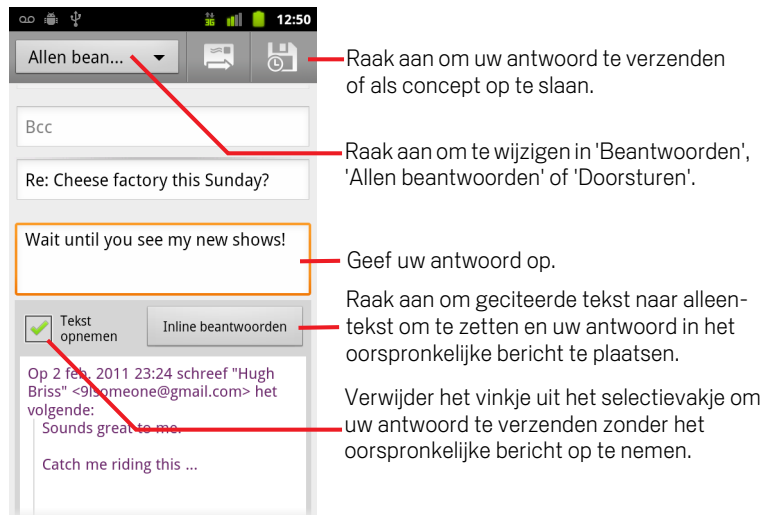 3G 12:50
Allen bean...
Raak aan om uw antwoord te verzenden
of als concept op te slaan.
Bcc
Raak aan om te wijzigen in 'Beantwoorden',
'Allen beantwoorden' of 'Doorsturen'.
Re: Cheese factory this Sunday?
Wait until you see my new shows!
Geef uw antwoord op.
Tekst
opnemen
Inline beantwoorden
Raak aan om geciteerde tekst naar alleen-
tekst om te zetten en uw antwoord in het
oorspronkelijke bericht te plaatsen.
Op 2 feb. 2011 23:24 schreef "Hugh
Briss" <9lsomeone@gmail.com> het
volgende:
Sounds great to me.
Catch me riding this ...
Verwijder het vinkje uit het selectievakje om
uw antwoord te verzenden zonder het
oorspronkelijke bericht op te nemen.